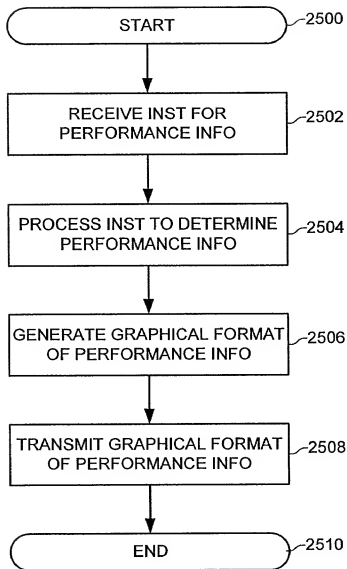 START
2500
RECEIVE INST FOR
PERFORMANCE INFO
2502
PROCESS INST TO DETERMINE
PERFORMANCE INFO
2504
GENERATE GRAPHICAL FORMAT
OF PERFORMANCE INFO
2506
TRANSMIT GRAPHICAL FORMAT
OF PERFORMANCE INFO
2508
END
2510